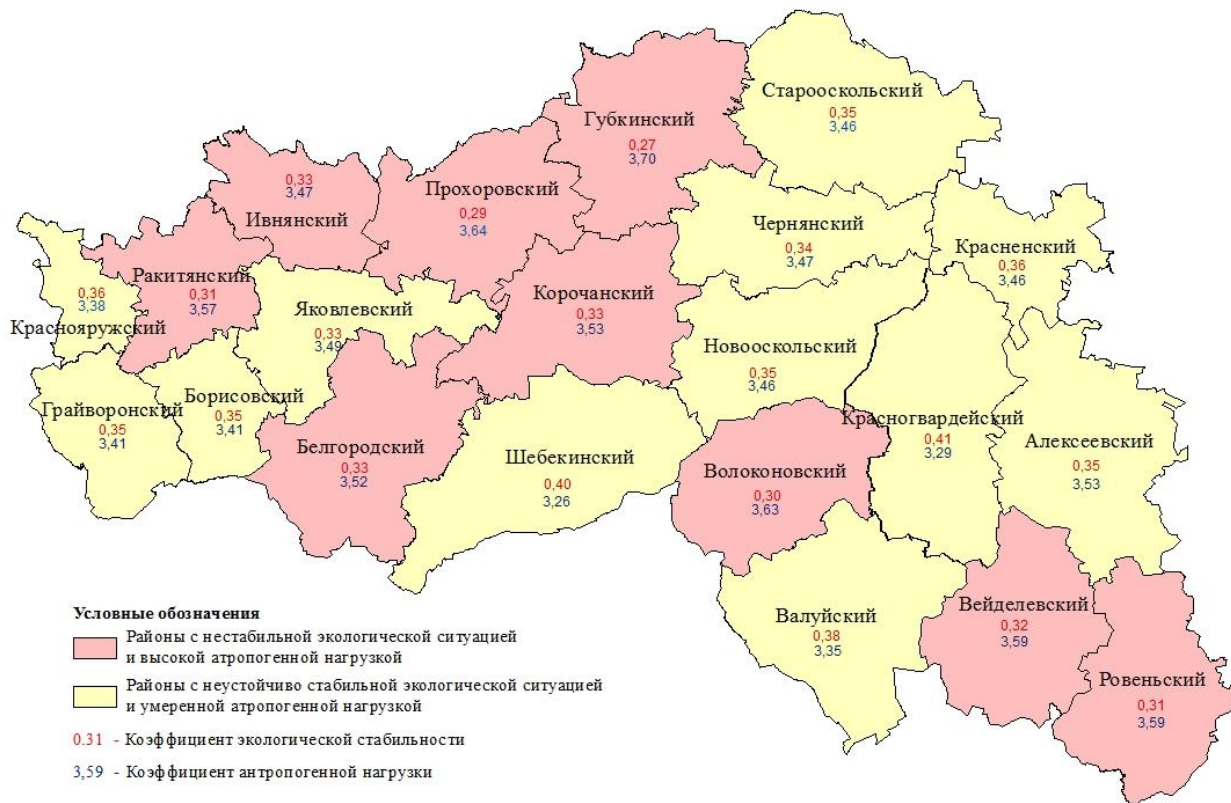 Старооскольский
0,35
3,46
Губкинский
0,27
3,70
Ивнянский
0,33
3,47
Прохоровский
0,29
3,64
Чернянский
0,34
3,47
Красненский
0,36
3,46
Ракитянский
0,31
3,57
Краснояружский
0,36
3,38
Яковлевский
0,33
3,49
Корочанский
0,33
3,53
Новооскольский
0,35
3,46
Грайворонский
0,35
3,41
Борисовский
0,35
3,41
Белгородский
0,33
3,52
Шебекинский
0,40
3,26
Волоконовский
0,30
3,63
Красногвардейский
0,41
3,29
Алексеевский
0,35
3,53
Валуйский
0,38
3,35
Вейделевский
0,32
3,59
Ровеньский
0,31
3,59
Условные обозначения
Районы с нестабильной экологической ситуацией
и высокой атропогенной нагрузкой
Районы с неустойчиво стабильной экологической ситуацией
и умеренной атропогенной нагрузкой
0.31 - Коэффициент экологической стабильности
3,59 - Коэффициент антропогенной нагрузки